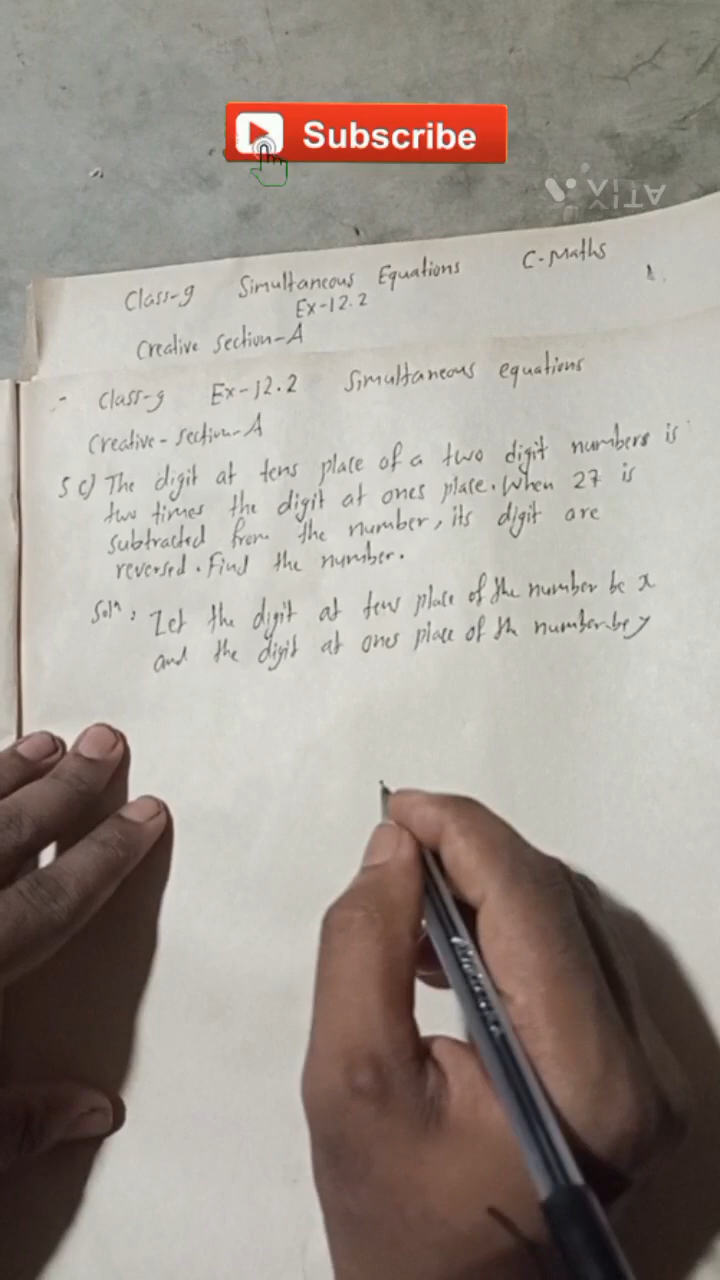 Subscribe
VITA
Class-9 Simultaneous Equations C-Maths
Ex-12.2
Creative section-A
Class-9 Ex-12.2 Simultaneous equations
Creative-section-A
5 c) The digit at tens place of a two digit numbers is
two times the digit at ones place. When 27 is
subtracted from the number, its digit are
reversed. Find the number.
Solⁿ: Let the digit at tens place of the number be x
and the digit at ones place of the number be y